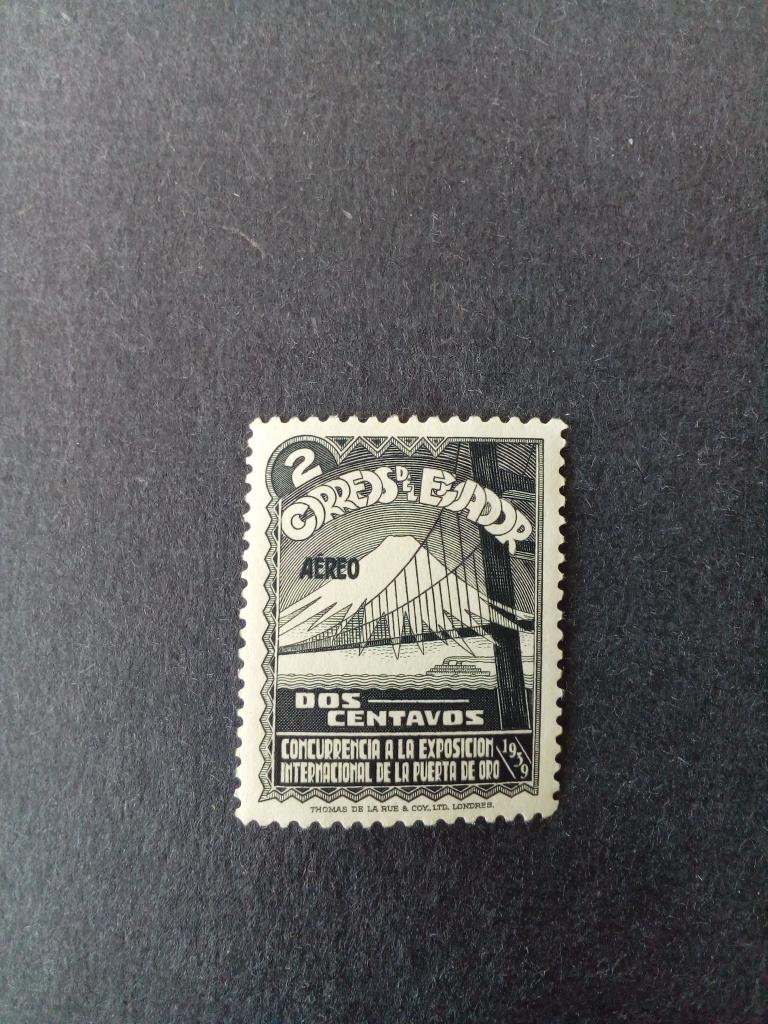 2
CORREOS DEL ECUADOR
AÉREO
DOS
CENTAVOS
CONCURRENCIA A LA EXPOSICION
INTERNACIONAL DE LA PUERTA DE ORO
1939
THOMAS DE LA RUE & COY., LTD, LONDRES.